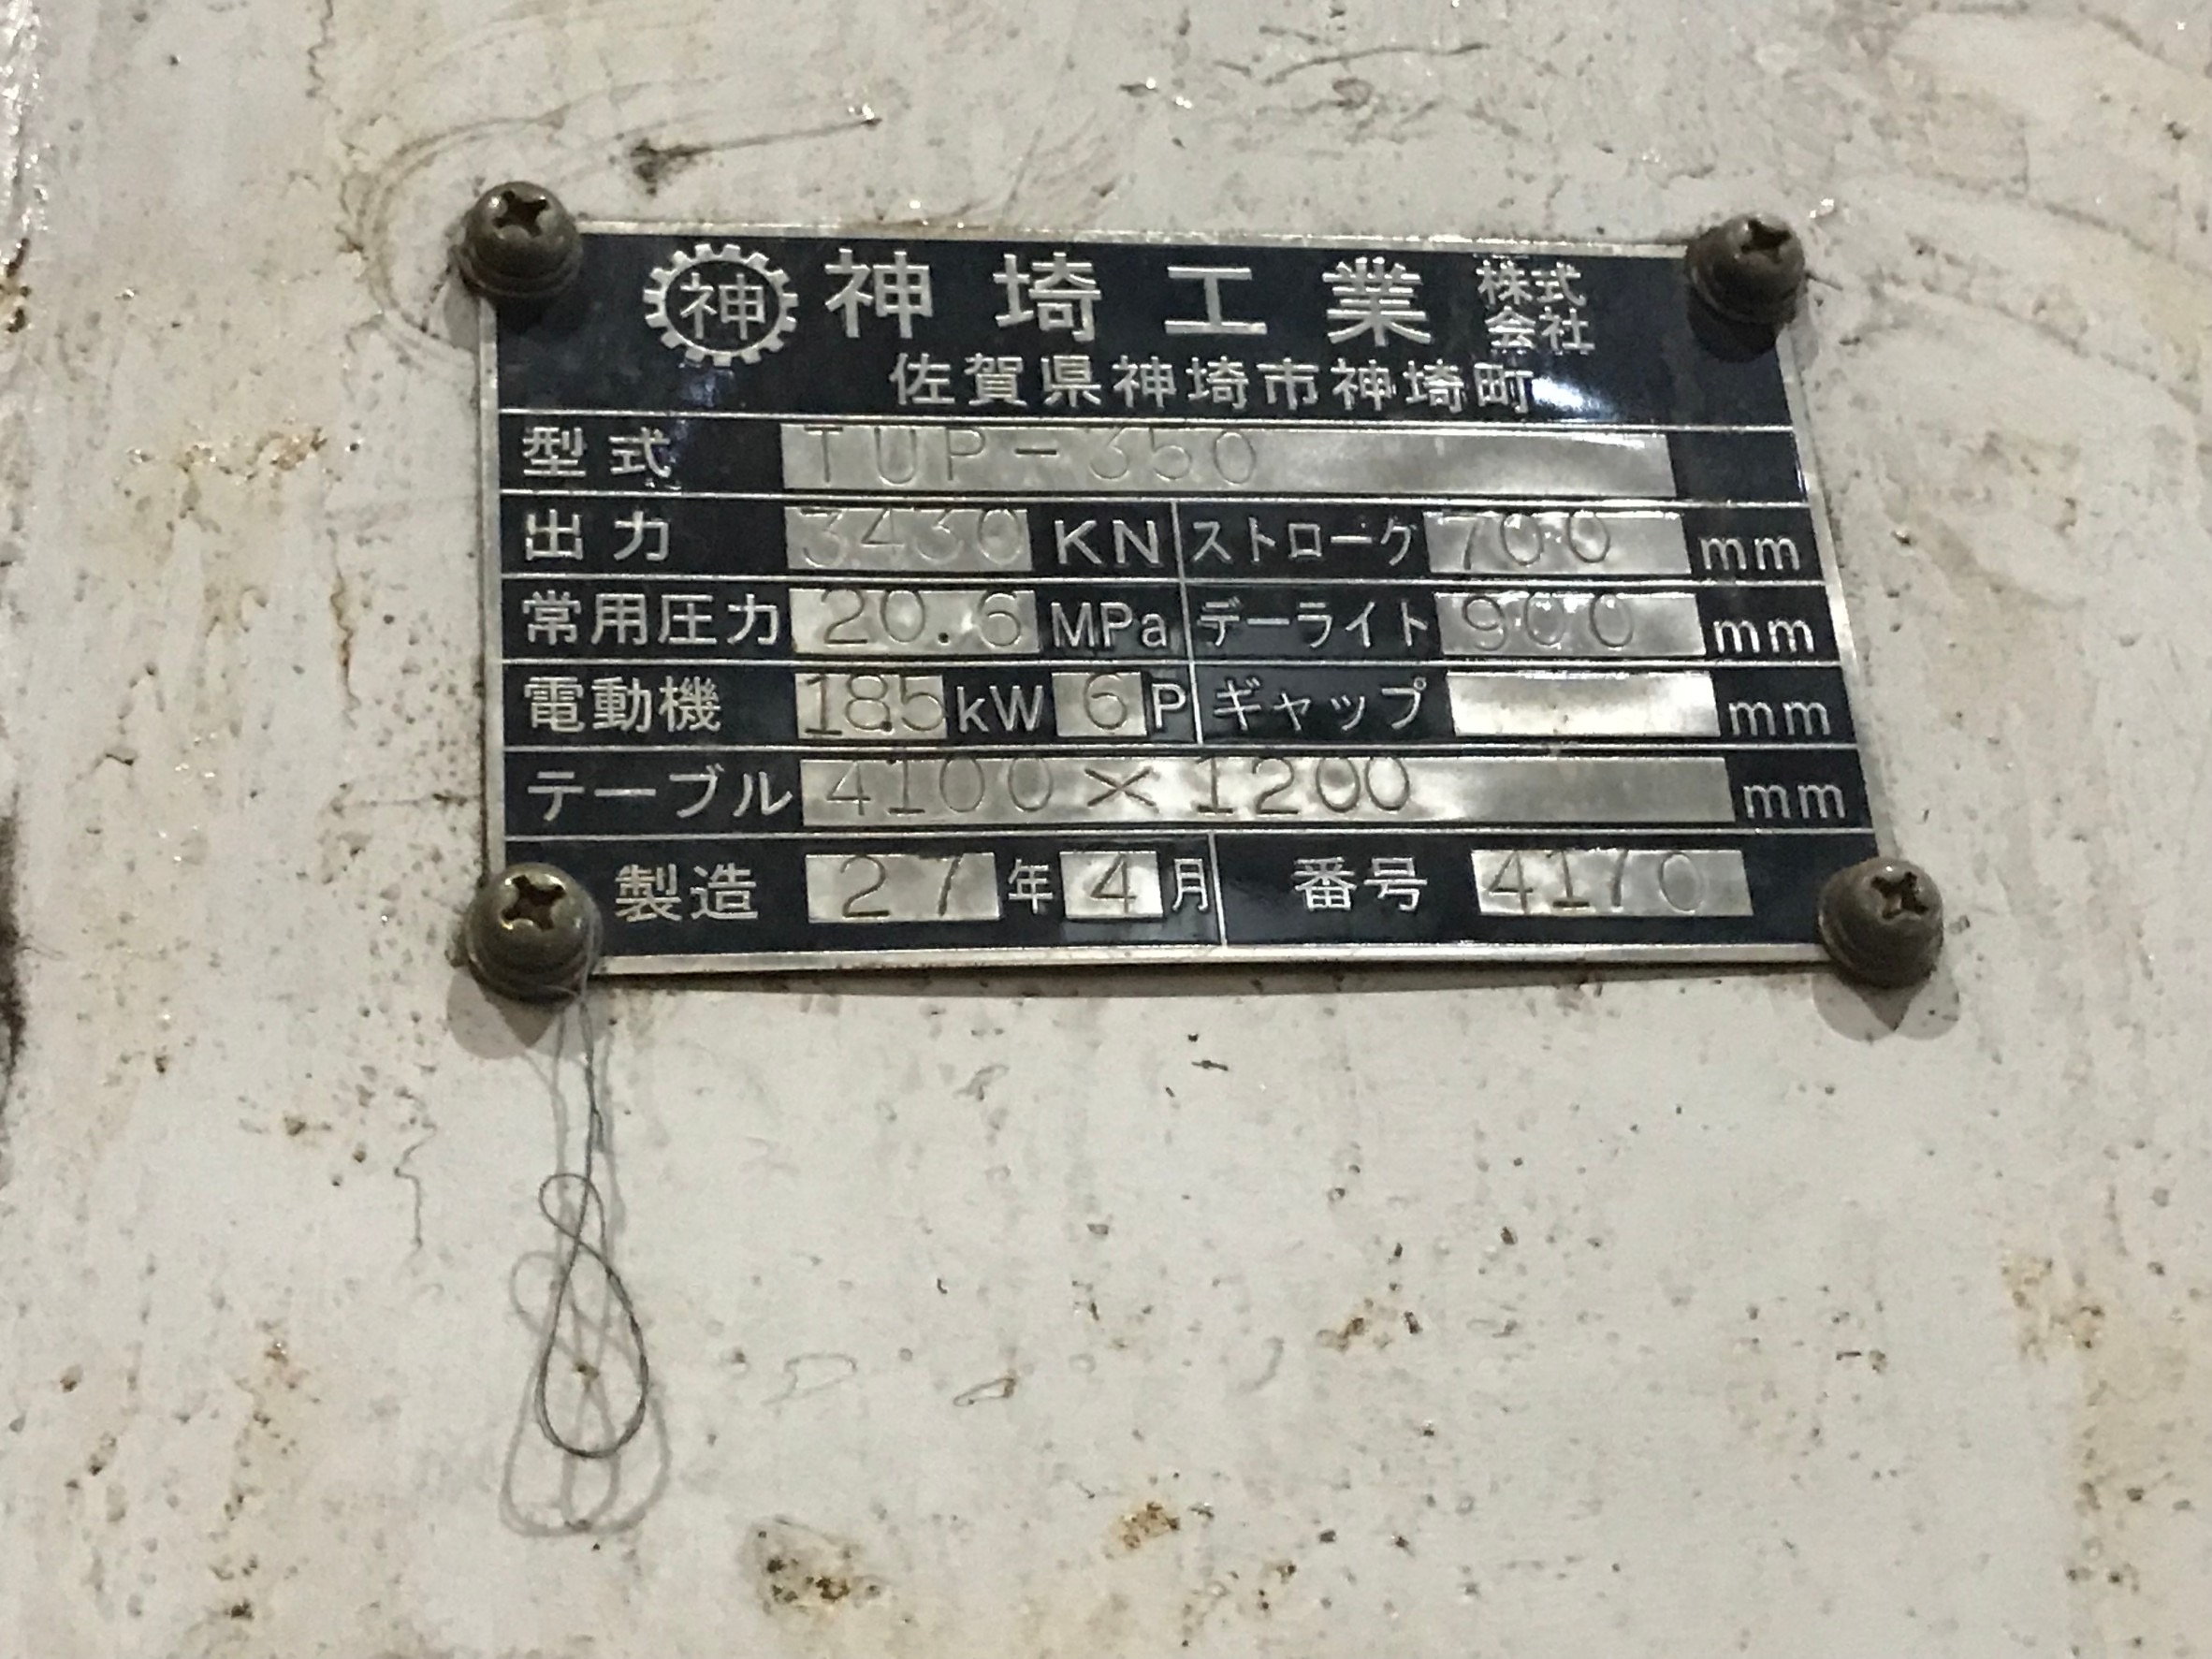 神 神埼工業 株式会社
佐賀県神埼市神埼町
型式 TUP-350
出力 3430 KN ストローク 700 mm
常用圧力 20.6 MPa デーライト 900 mm
電動機 18.5 kW 6 P ギャップ mm
テーブル 4100×1200 mm
製造 27 年 4 月 番号 4170